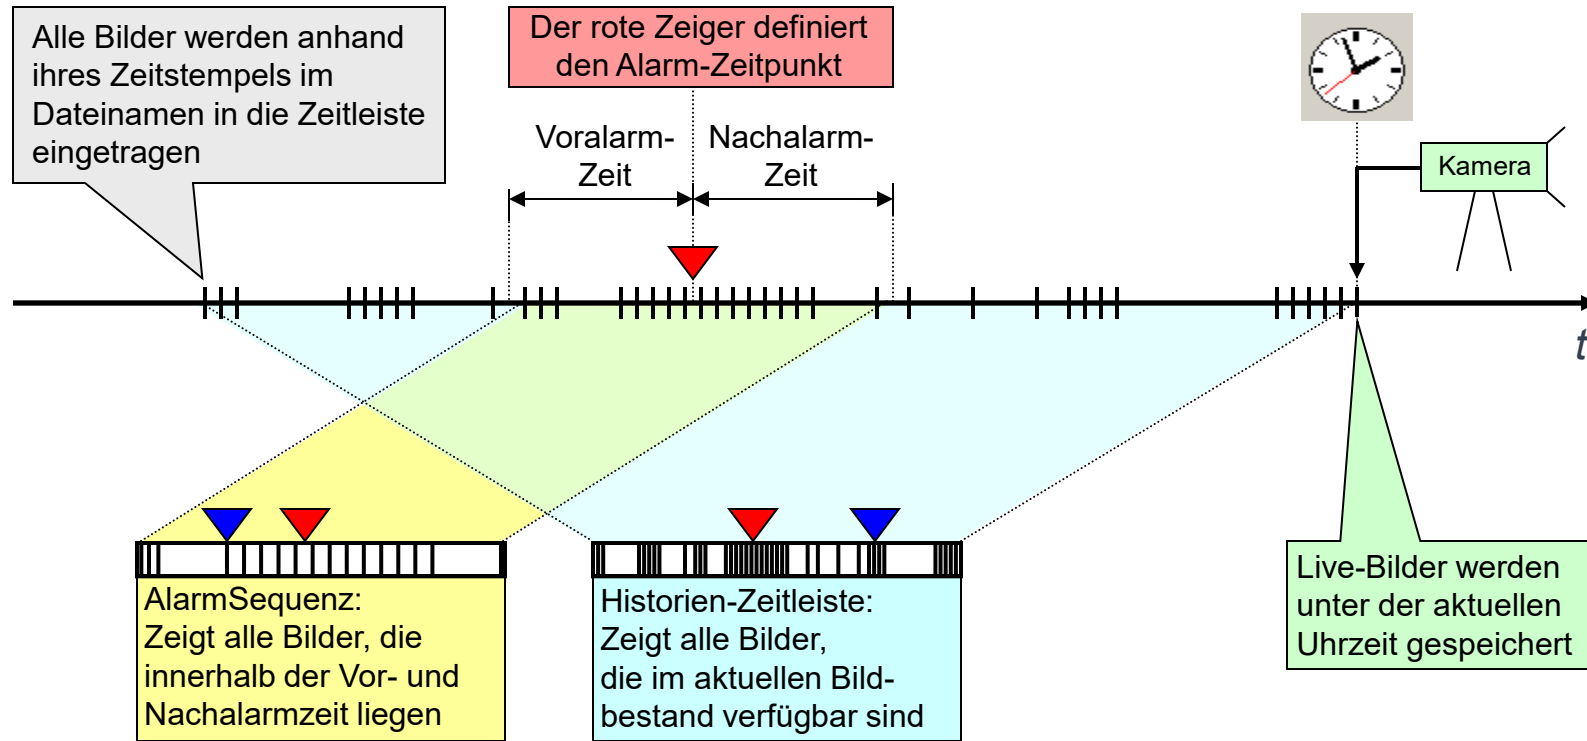 Alle Bilder werden anhand
ihres Zeitstempels im
Dateinamen in die Zeitleiste
eingetragen
Der rote Zeiger definiert
den Alarm-Zeitpunkt
Voralarm-
Zeit
Nachalarm-
Zeit
Kamera
t
AlarmSequenz:
Zeigt alle Bilder, die
innerhalb der Vor- und
Nachalarmzeit liegen
Historien-Zeitleiste:
Zeigt alle Bilder,
die im aktuellen Bild-
bestand verfügbar sind
Live-Bilder werden
unter der aktuellen
Uhrzeit gespeichert